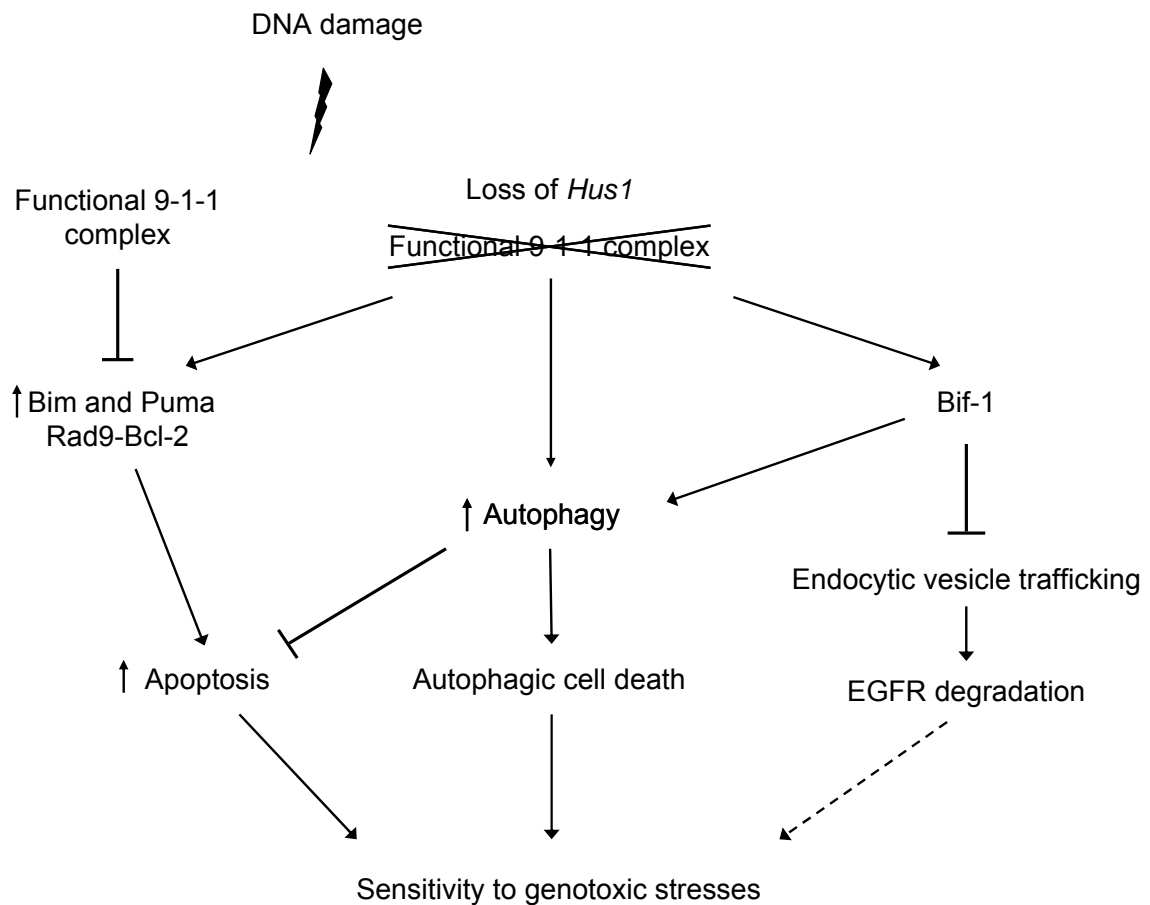 DNA damage
Functional 9-1-1
complex
Loss of Hus1
Functional 9-1-1 complex
Bim and Puma
Rad9-Bcl-2
Bif-1
Autophagy
Endocytic vesicle trafficking
Apoptosis
Autophagic cell death
EGFR degradation
Sensitivity to genotoxic stresses